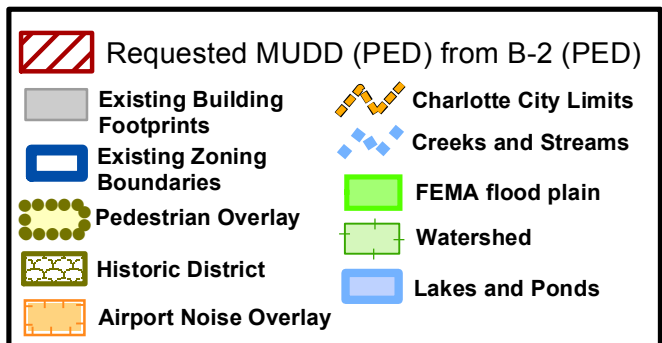 Requested MUDD (PED) from B-2 (PED)
Existing Building
Footprints
Existing Zoning
Boundaries
Pedestrian Overlay
Historic District
Airport Noise Overlay
Charlotte City Limits
Creeks and Streams
FEMA flood plain
Watershed
Lakes and Ponds